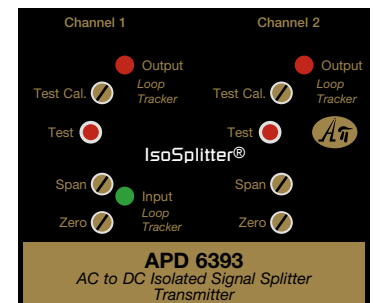 Channel 1 Channel 2
Output Output
Loop Loop
Test Cal. Tracker Test Cal. Tracker
Test Test Aπ
IsoSplitter®
Span Span
Input
Loop
Zero Tracker Zero
APD 6393
AC to DC Isolated Signal Splitter
Transmitter